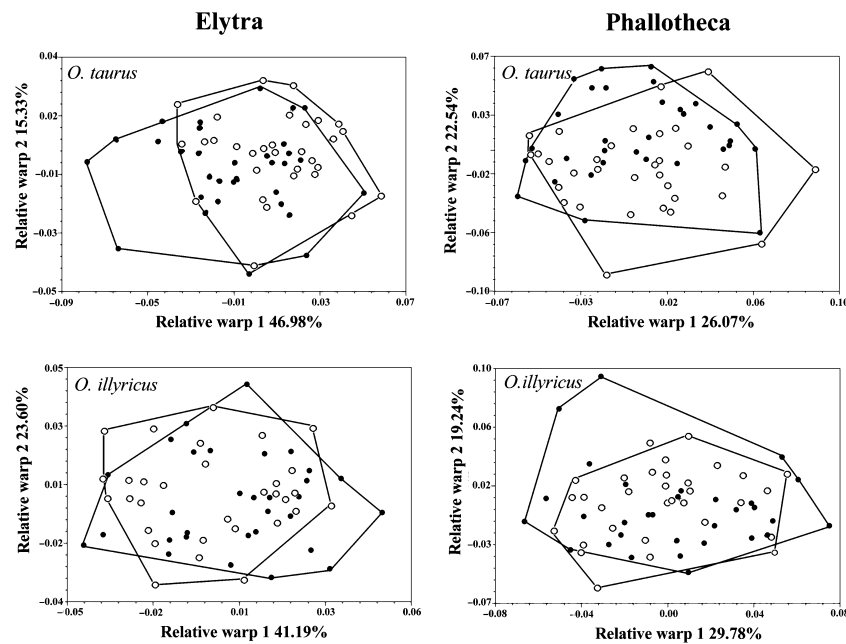 Elytra
Phallotheca
O. taurus
0.04
0.02
−0.01
−0.03
−0.05
−0.09
−0.05
−0.01
0.03
0.07
Relative warp 2 15.33%
Relative warp 1 46.98%
O. taurus
0.07
0.03
−0.02
−0.06
−0.10
−0.07
−0.03
0.02
0.06
0.10
Relative warp 2 22.54%
Relative warp 1 26.07%
O. illyricus
0.05
0.03
0.01
−0.02
−0.04
−0.05
−0.02
0.01
0.03
0.06
Relative warp 2 23.60%
Relative warp 1 41.19%
O.illyricus
0.10
0.06
0.02
−0.03
−0.07
−0.08
−0.04
0.00
0.04
0.08
Relative warp 2 19.24%
Relative warp 1 29.78%